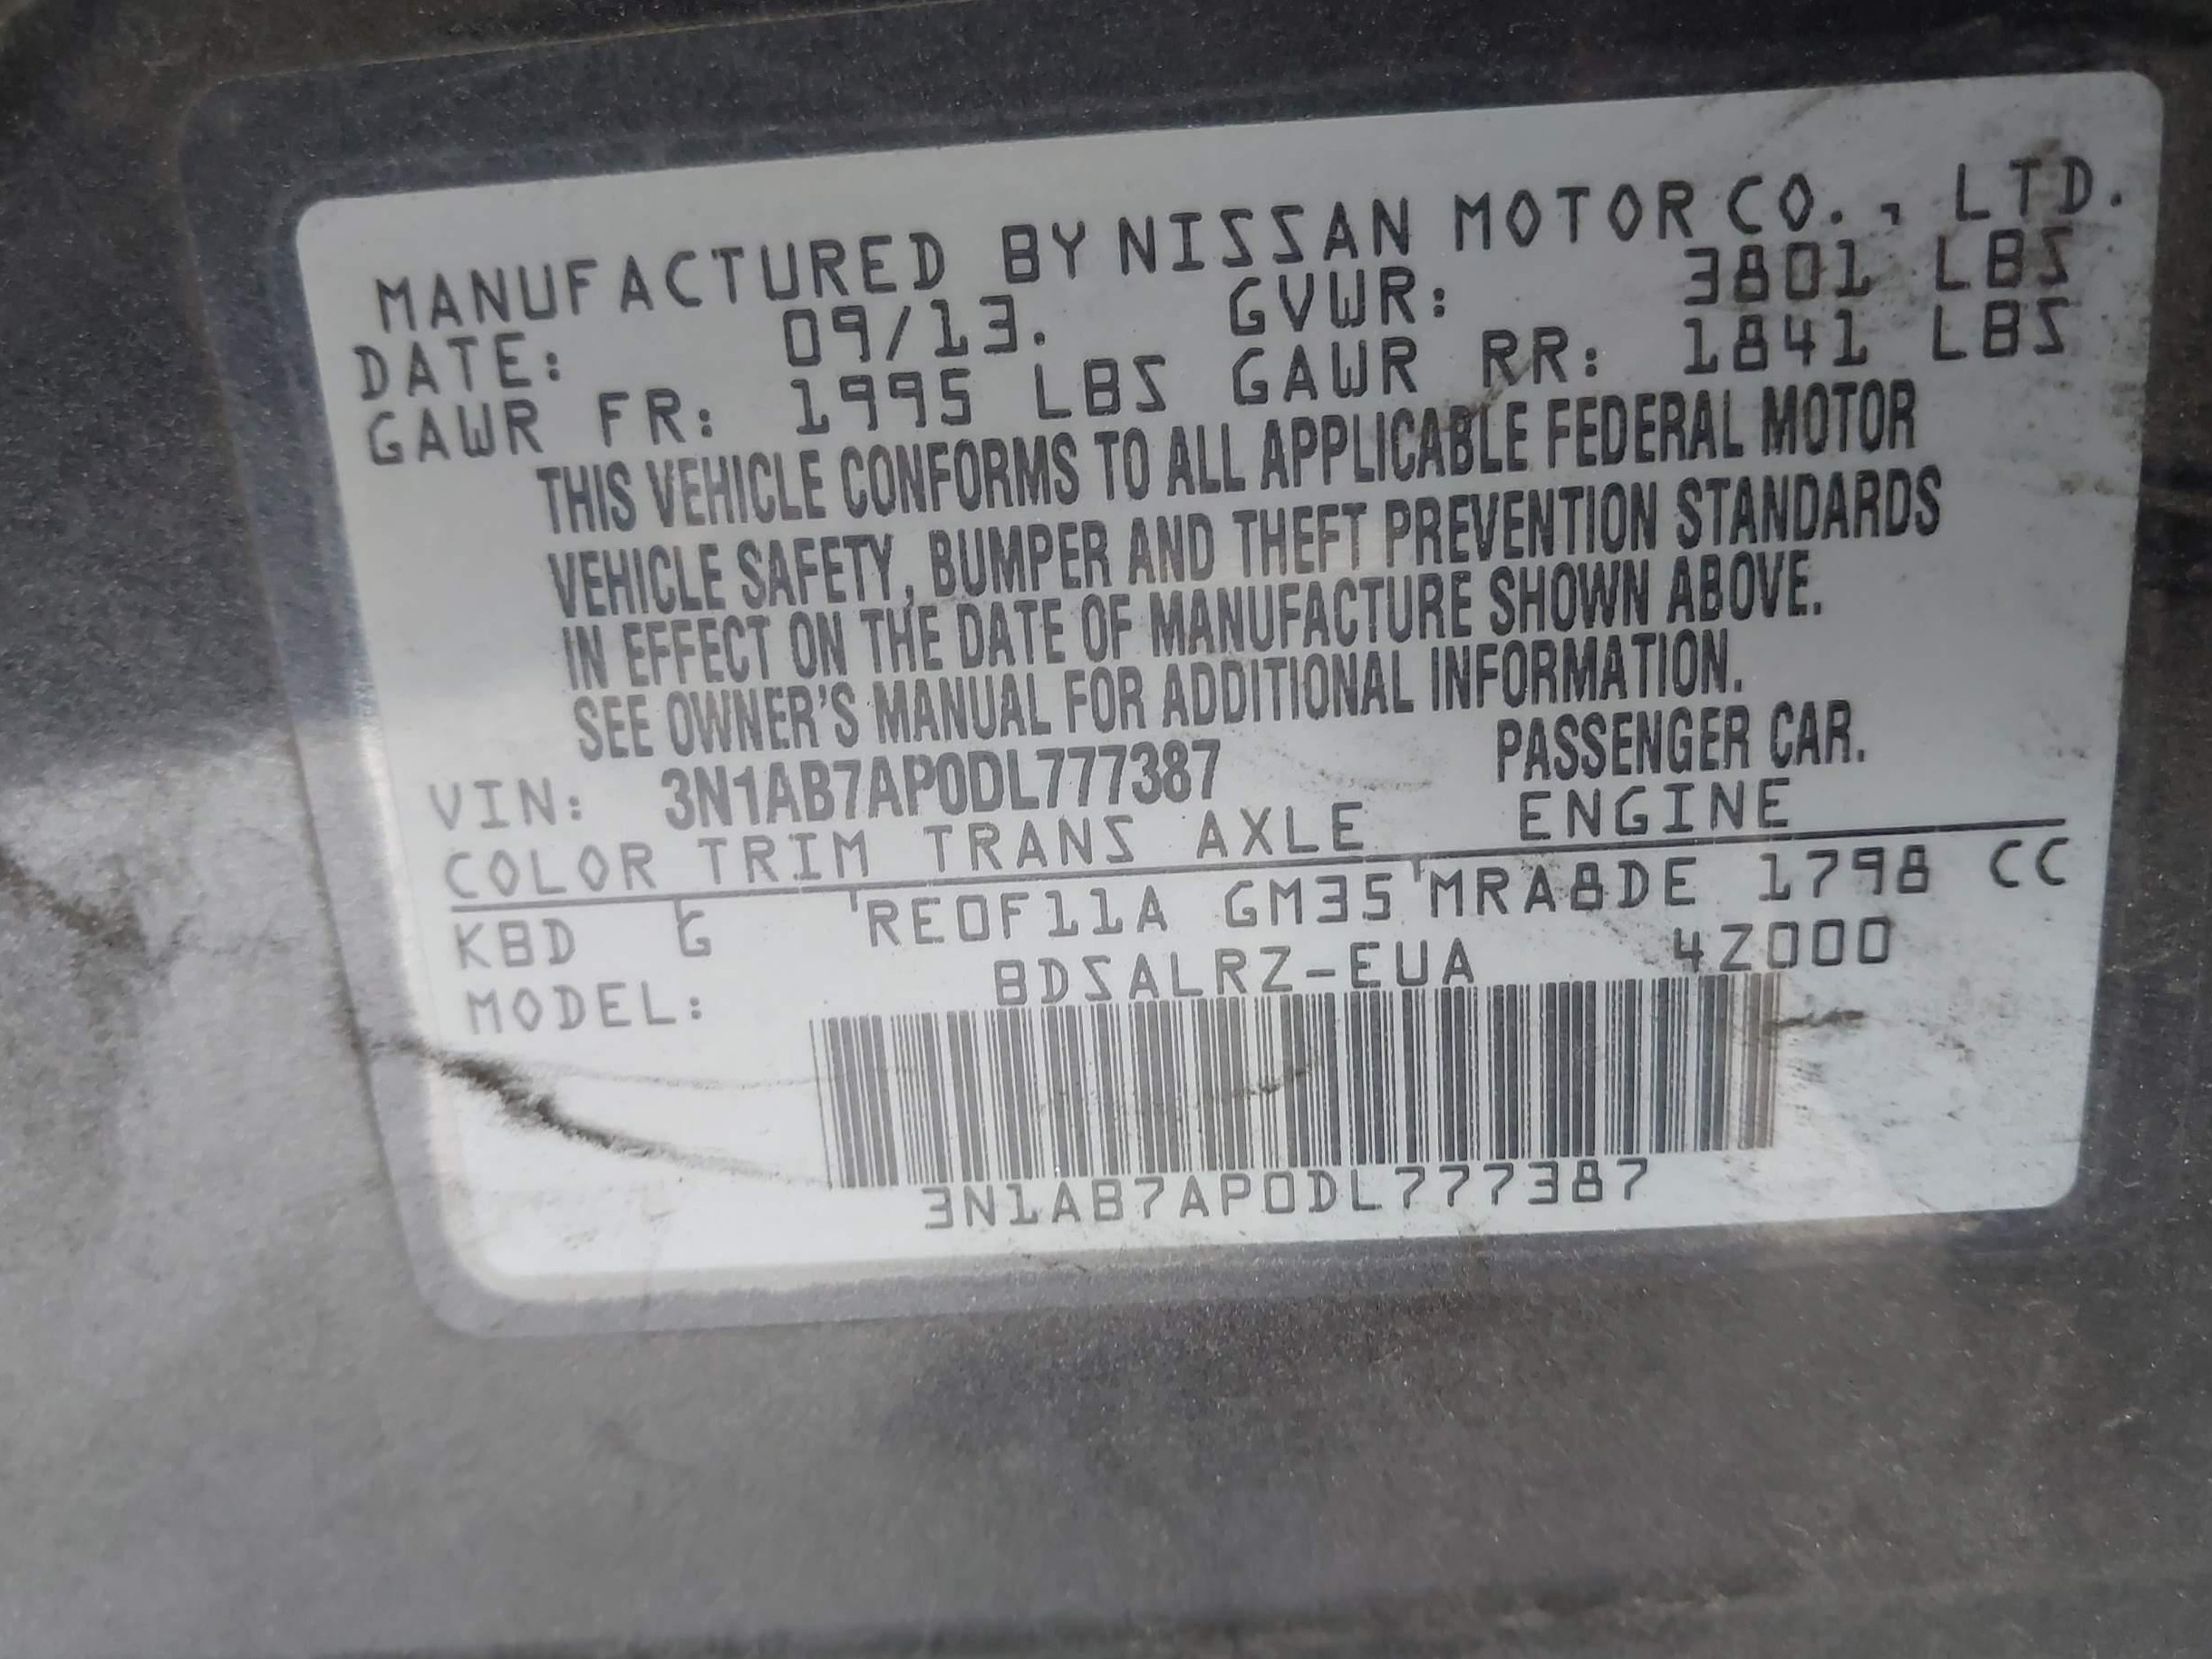 MANUFACTURED BY NISSAN MOTOR CO., LTD.
DATE: 09/13. GVWR: 3801 LBS
GAWR FR: 1995 LBS GAWR RR: 1841 LBS
THIS VEHICLE CONFORMS TO ALL APPLICABLE FEDERAL MOTOR
VEHICLE SAFETY, BUMPER AND THEFT PREVENTION STANDARDS
IN EFFECT ON THE DATE OF MANUFACTURE SHOWN ABOVE.
SEE OWNER'S MANUAL FOR ADDITIONAL INFORMATION.
VIN: 3N1AB7AP0DL777387 PASSENGER CAR.
COLOR TRIM TRANS AXLE ENGINE
KBD G RE0F11A GM35 MRA8DE 1798 CC
MODEL: BDSALRZ-EUA 4Z000
3N1AB7AP0DL777387